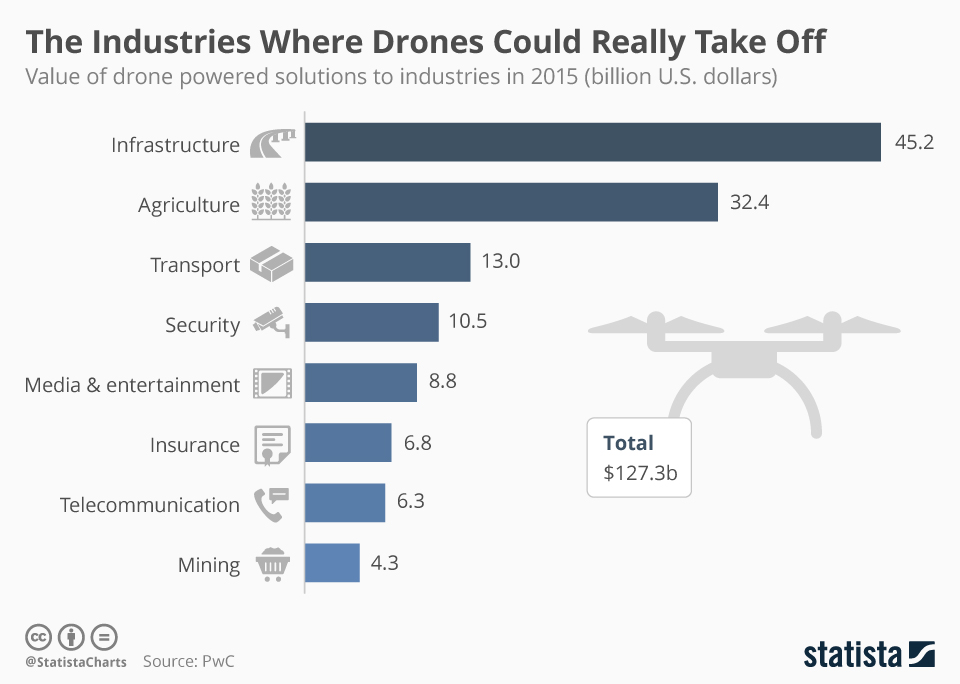 The Industries Where Drones Could Really Take Off
Value of drone powered solutions to industries in 2015 (billion U.S. dollars)
Infrastructure 45.2
Agriculture 32.4
Transport 13.0
Security 10.5
Media & entertainment 8.8
Insurance 6.8
Telecommunication 6.3
Mining 4.3
Total
$127.3b
cc
@StatistaCharts Source: PwC
statista